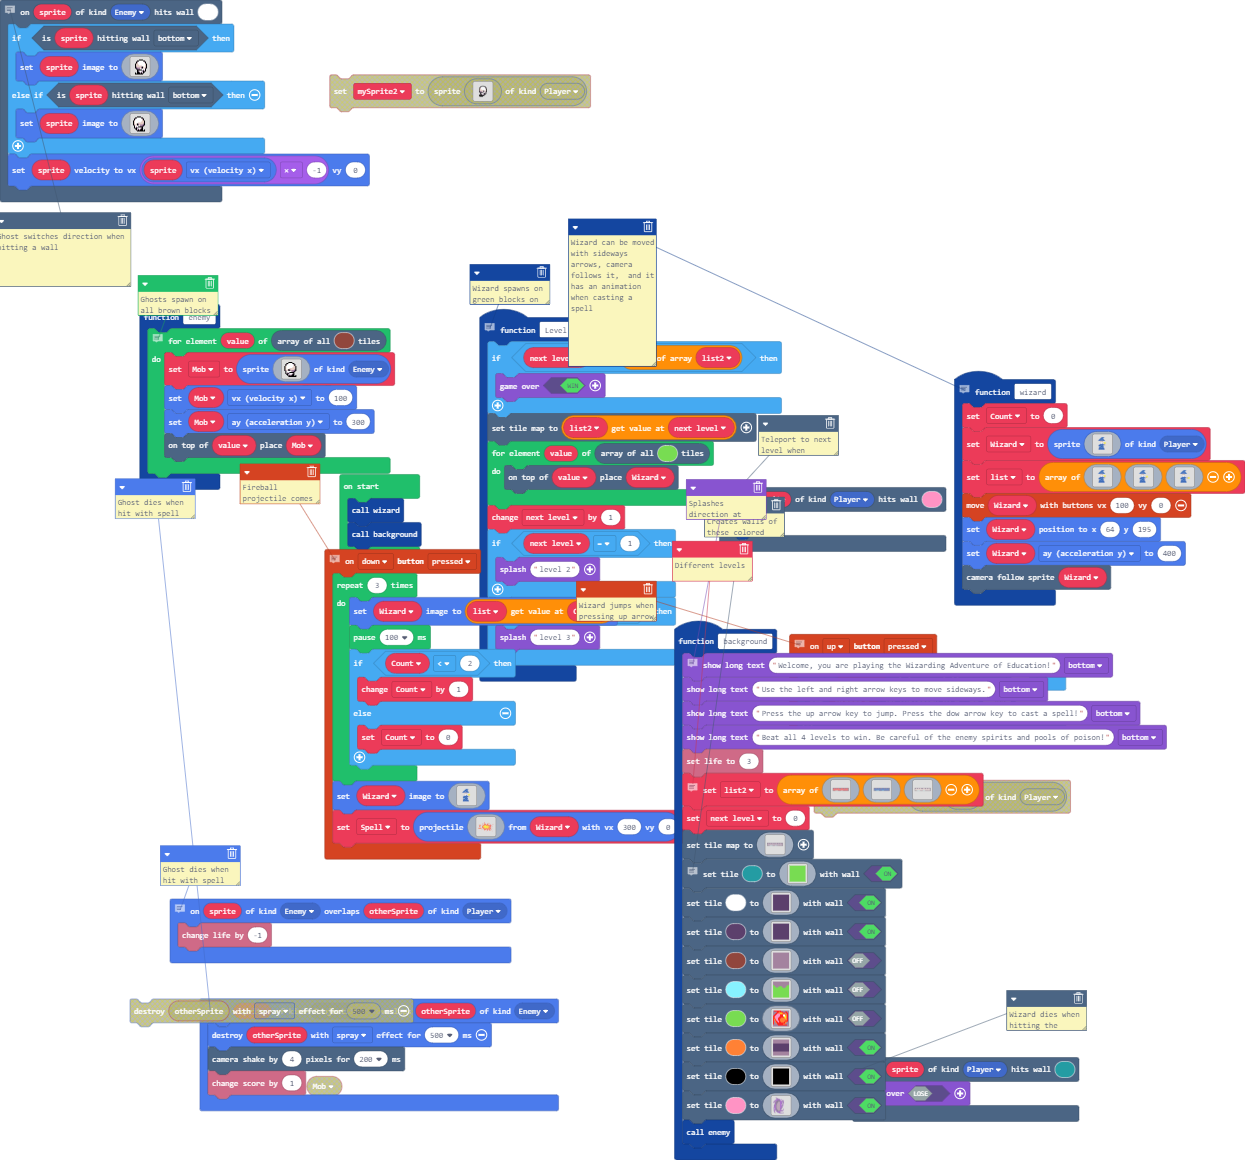 on sprite of kind Enemy hits wall
if is sprite hitting wall bottom then
set sprite image to
else if is sprite hitting wall bottom then
set sprite image to
set sprite velocity to vx sprite vx (velocity x) × -1 vy 0
set mySprite2 to sprite of kind Player
Ghost switches direction when
hitting a wall
Ghosts spawn on
all brown blocks
function enemy
for element value of array of all tiles
do
set Mob to sprite of kind Enemy
set Mob vx (velocity x) to 100
set Mob ay (acceleration y) to 300
on top of value place Mob
Ghost dies when
hit with spell
Fireball
projectile comes
on start
call wizard
call background
Wizard spawns on
green blocks on
Wizard can be moved
with sideways
arrows, camera
follows it, and it
has an animation
when casting a
spell
function Level
if next leve of array list2 then
game over WIN
set tile map to list2 get value at next level
for element value of array of all tiles
do
on top of value place Wizard
change next level by 1
if next level = 1 then
splash "level 2"
then
splash "level 3"
Teleport to next
level when
Splashes
direction at
of kind Player hits wall
Creates walls of
these colored
Different levels
Wizard jumps when
pressing up arrow
function wizard
set Count to 0
set Wizard to sprite of kind Player
set list to array of
move Wizard with buttons vx 100 vy 0
set Wizard position to x 64 y 195
set Wizard ay (acceleration y) to 400
camera follow sprite Wizard
on down button pressed
repeat 3 times
do
set Wizard image to list get value at
pause 100 ms
if Count < 2 then
change Count by 1
else
set Count to 0
set Wizard image to
set Spell to projectile from Wizard with vx 300 vy 0
on up button pressed
function background
show long text "Welcome, you are playing the Wizarding Adventure of Education!" bottom
show long text "Use the left and right arrow keys to move sideways." bottom
show long text "Press the up arrow key to jump. Press the dow arrow key to cast a spell!" bottom
show long text "Beat all 4 levels to win. Be careful of the enemy spirits and pools of poison!" bottom
set life to 3
set list2 to array of
of kind Player
set next level to 0
set tile map to
set tile to with wall ON
set tile to with wall ON
set tile to with wall ON
set tile to with wall OFF
set tile to with wall OFF
set tile to with wall OFF
set tile to with wall ON
set tile to with wall ON
set tile to with wall ON
call enemy
Ghost dies when
hit with spell
on sprite of kind Enemy overlaps otherSprite of kind Player
change life by -1
destroy otherSprite with spray effect for 500 ms
otherSprite of kind Enemy
destroy otherSprite with spray effect for 500 ms
camera shake by 4 pixels for 200 ms
change score by 1
Mob
Wizard dies when
hitting the
sprite of kind Player hits wall
over LOSE